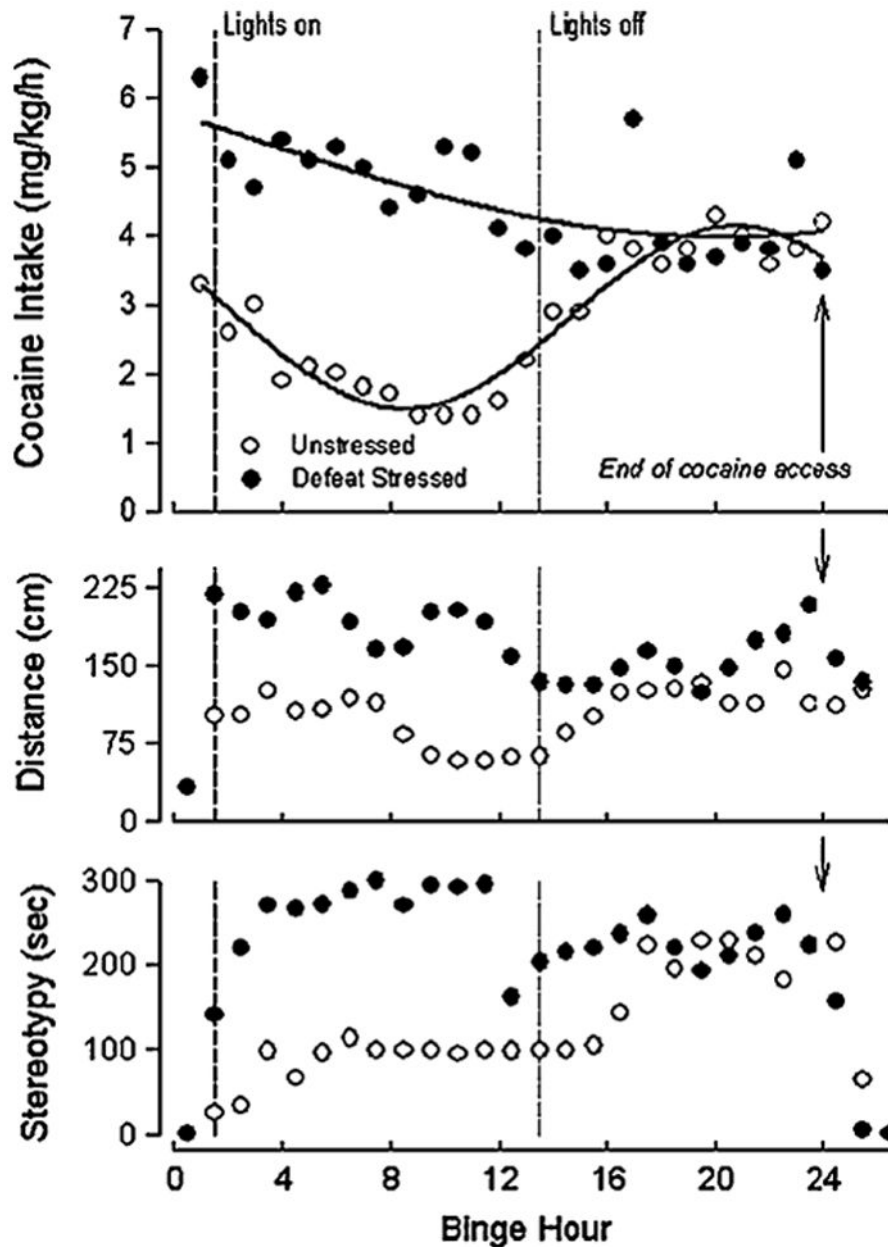 Lights on
Lights off
Cocaine Intake (mg/kg/h)
7
6
5
4
3
2
1
0
Unstressed
Defeat Stressed
End of cocaine access
Distance (cm)
225
150
75
0
Stereotypy (sec)
300
200
100
0
0 4 8 12 16 20 24
Binge Hour